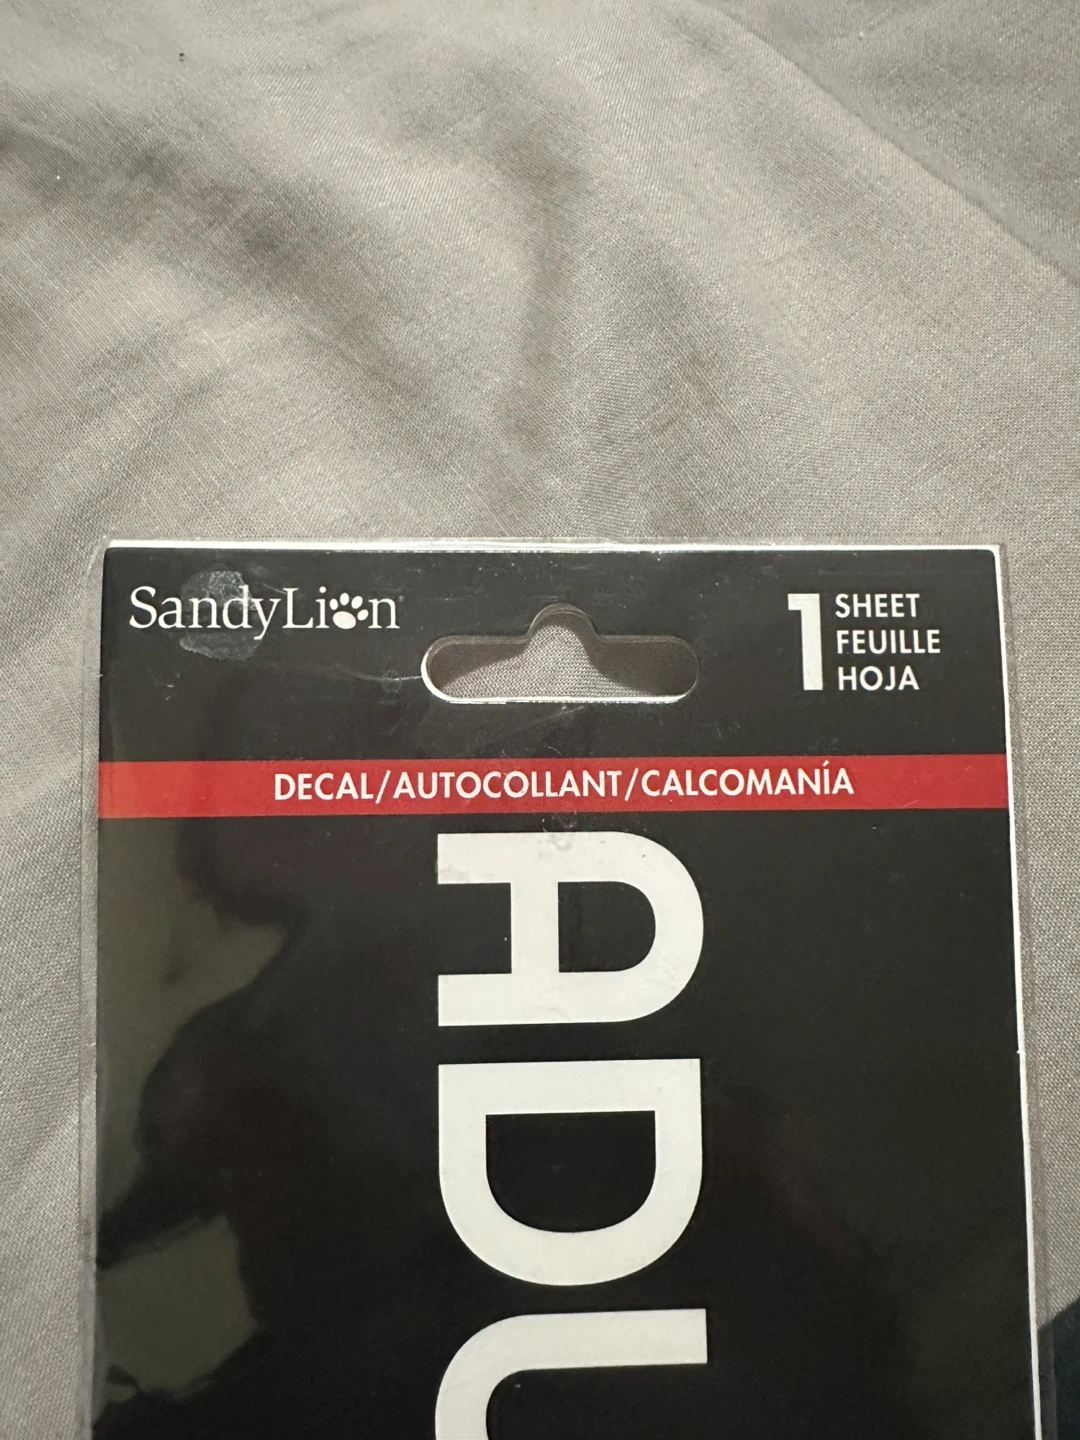 SandyLion
1 SHEET
FEUILLE
HOJA
DECAL/AUTOCOLLANT/CALCOMANÍA
ADU